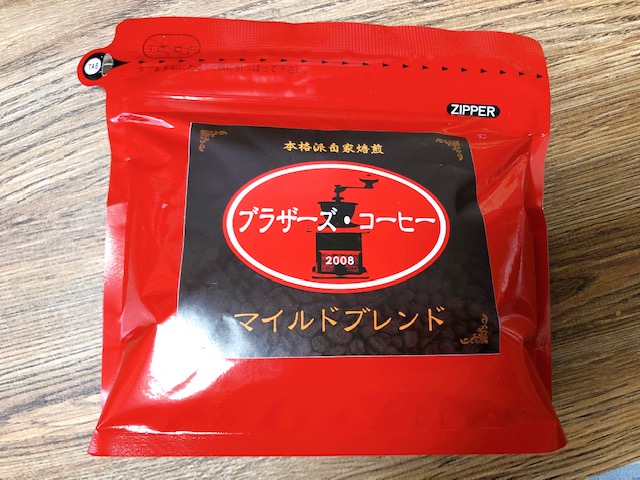 TAB
ZIPPER
本格派自家焙煎
ブラザーズ・コーヒー
2008
マイルドブレンド